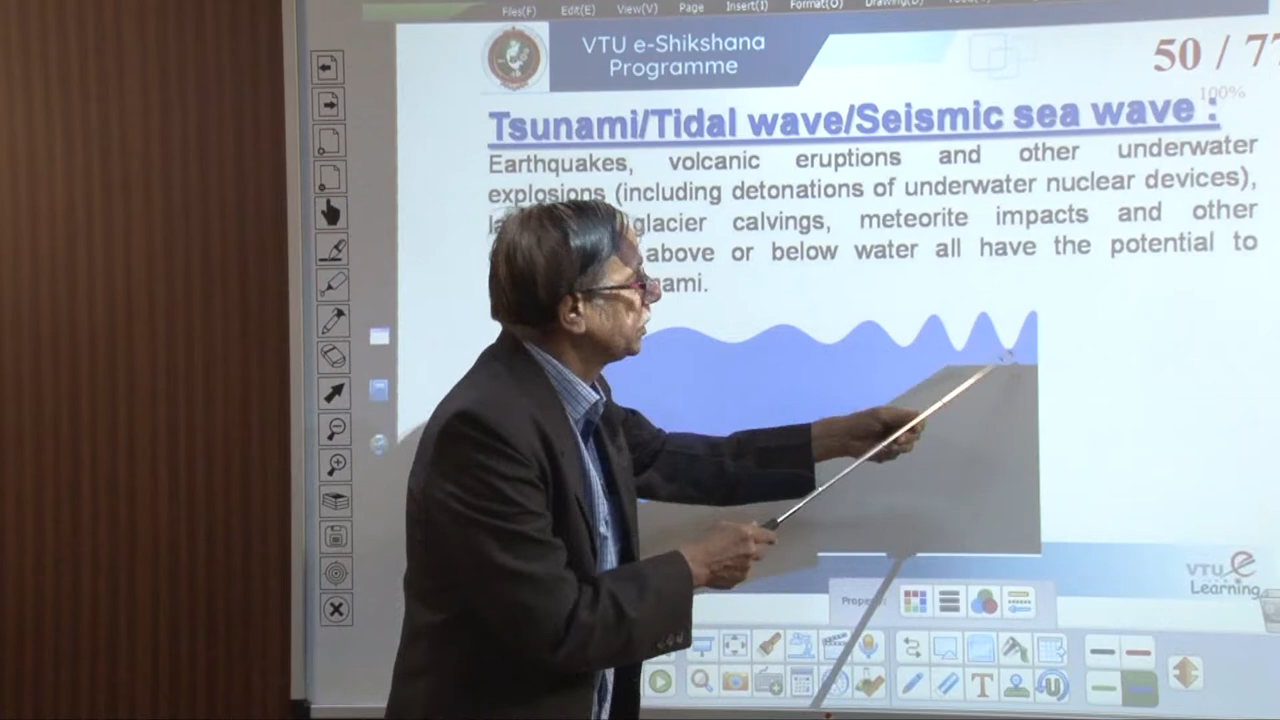 Files(F) Edit(E) View(V) Page Insert(I) Format(O) Drawing(D)
VTU e-Shikshana
Programme
50 / 77
100%
Tsunami/Tidal wave/Seismic sea wave :
Earthquakes, volcanic eruptions and other underwater
explosions (including detonations of underwater nuclear devices),
glacier calvings, meteorite impacts and other
above or below water all have the potential to
VTU e
Learning
T